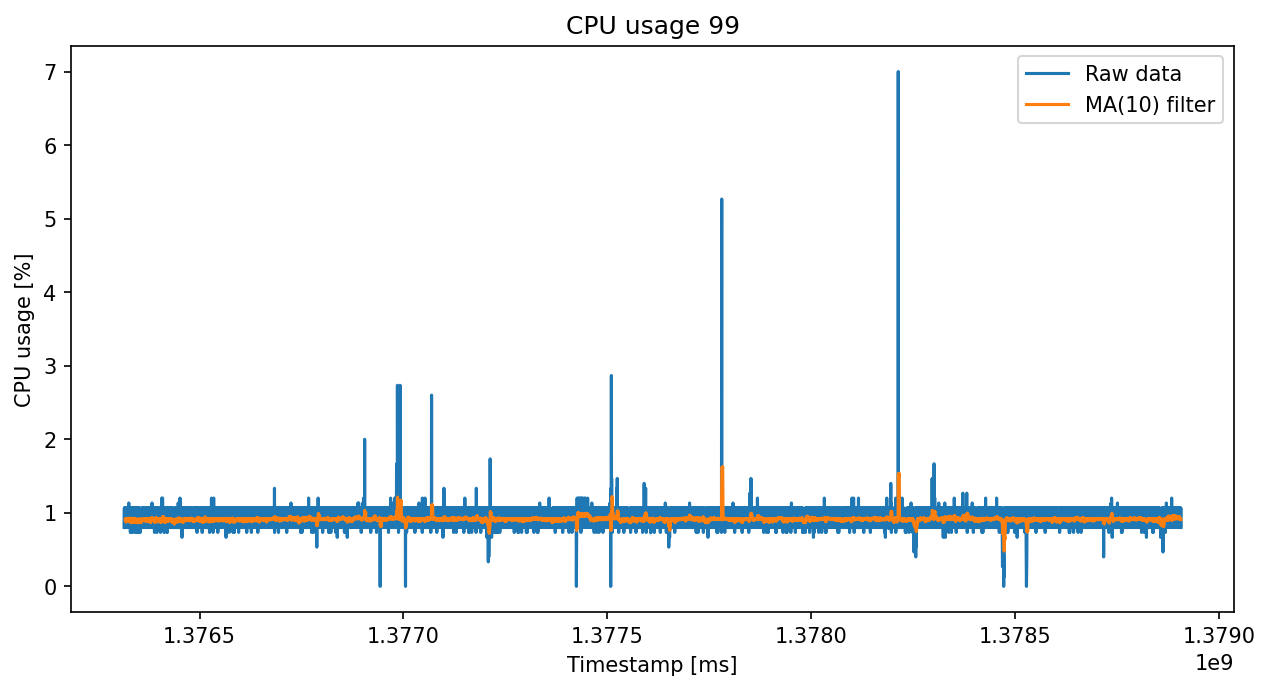 CPU usage 99
Raw data
MA(10) filter
CPU usage [%]
7
6
5
4
3
2
1
0
1.3765 1.3770 1.3775 1.3780 1.3785 1.3790
1e9
Timestamp [ms]